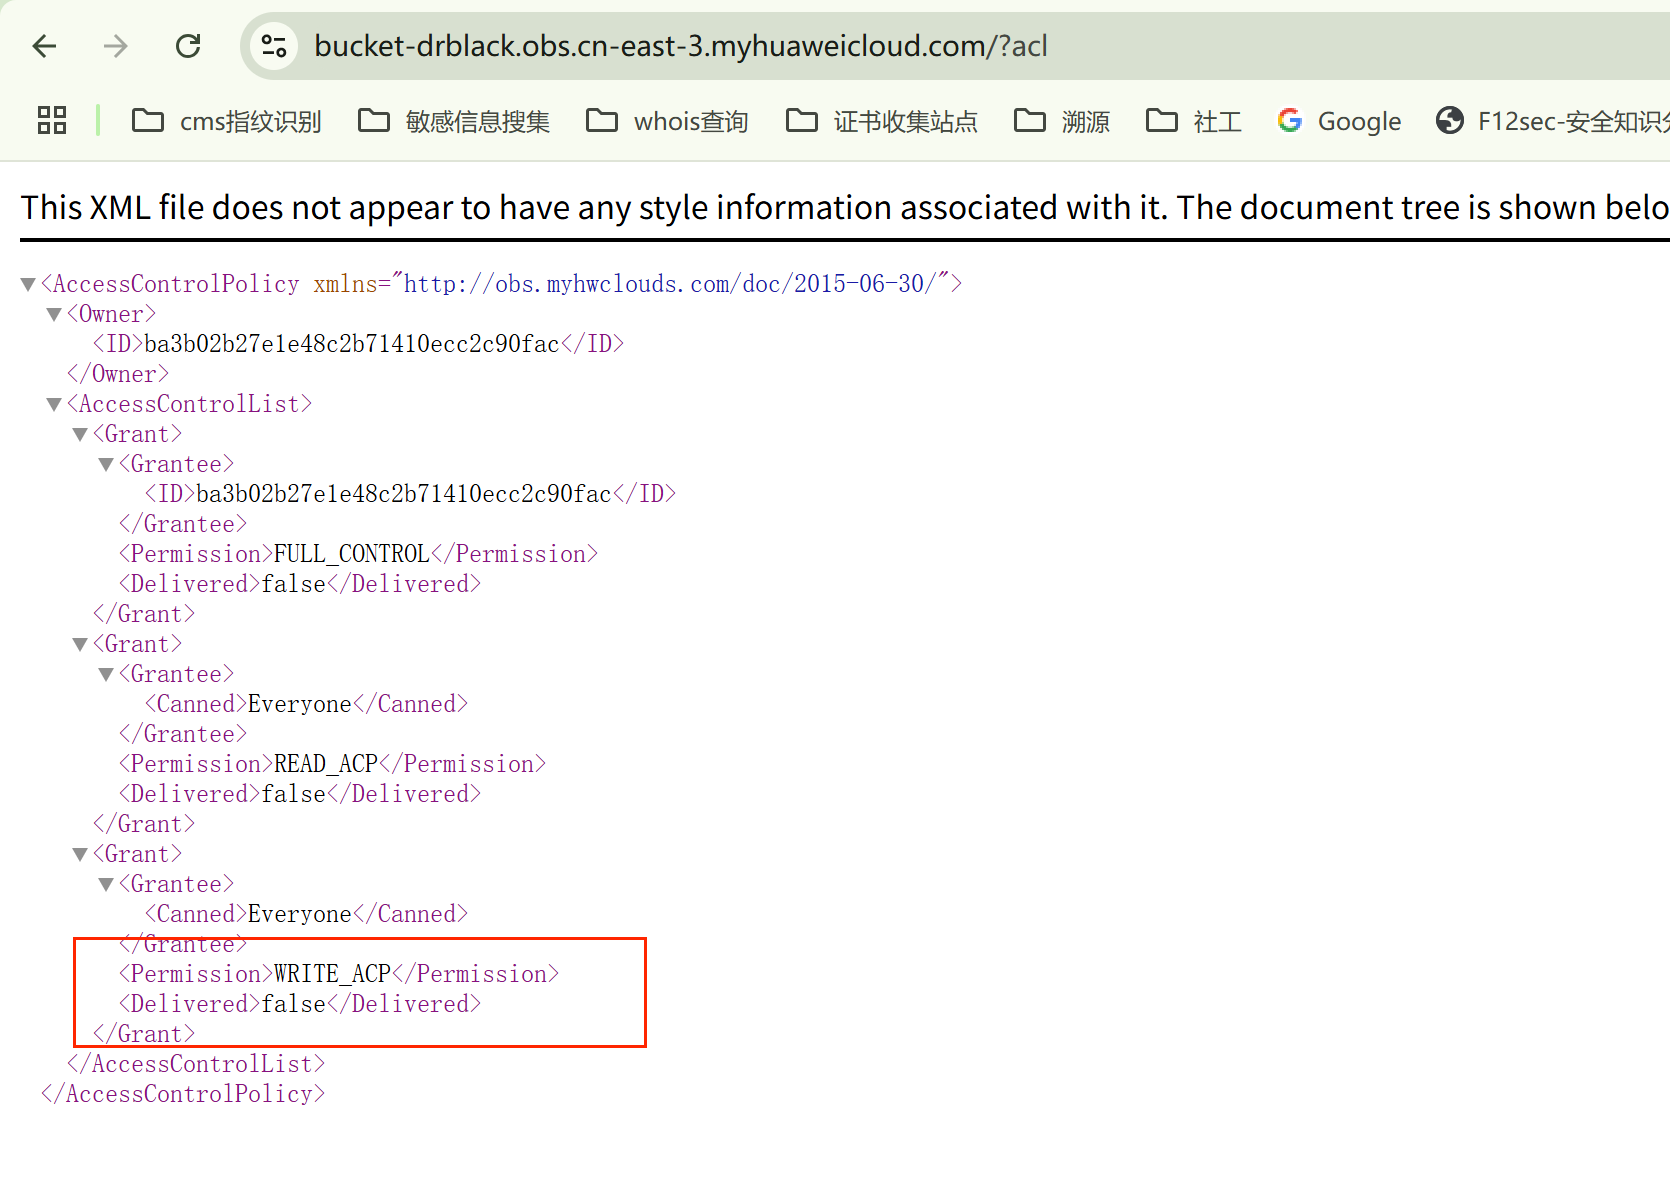 bucket-drblack.obs.cn-east-3.myhuaweicloud.com/?acl
cms指纹识别 敏感信息搜集 whois查询 证书收集站点 溯源 社工 Google F12sec-安全知识
This XML file does not appear to have any style information associated with it. The document tree is shown belo
▼<AccessControlPolicy xmlns="http://obs.myhwclouds.com/doc/2015-06-30/">
▼<Owner>
<ID>ba3b02b27e1e48c2b71410ecc2c90fac</ID>
</Owner>
▼<AccessControlList>
▼<Grant>
▼<Grantee>
<ID>ba3b02b27e1e48c2b71410ecc2c90fac</ID>
</Grantee>
<Permission>FULL_CONTROL</Permission>
<Delivered>false</Delivered>
</Grant>
▼<Grant>
▼<Grantee>
<Canned>Everyone</Canned>
</Grantee>
<Permission>READ_ACP</Permission>
<Delivered>false</Delivered>
</Grant>
▼<Grant>
▼<Grantee>
<Canned>Everyone</Canned>
</Grantee>
<Permission>WRITE_ACP</Permission>
<Delivered>false</Delivered>
</Grant>
</AccessControlList>
</AccessControlPolicy>